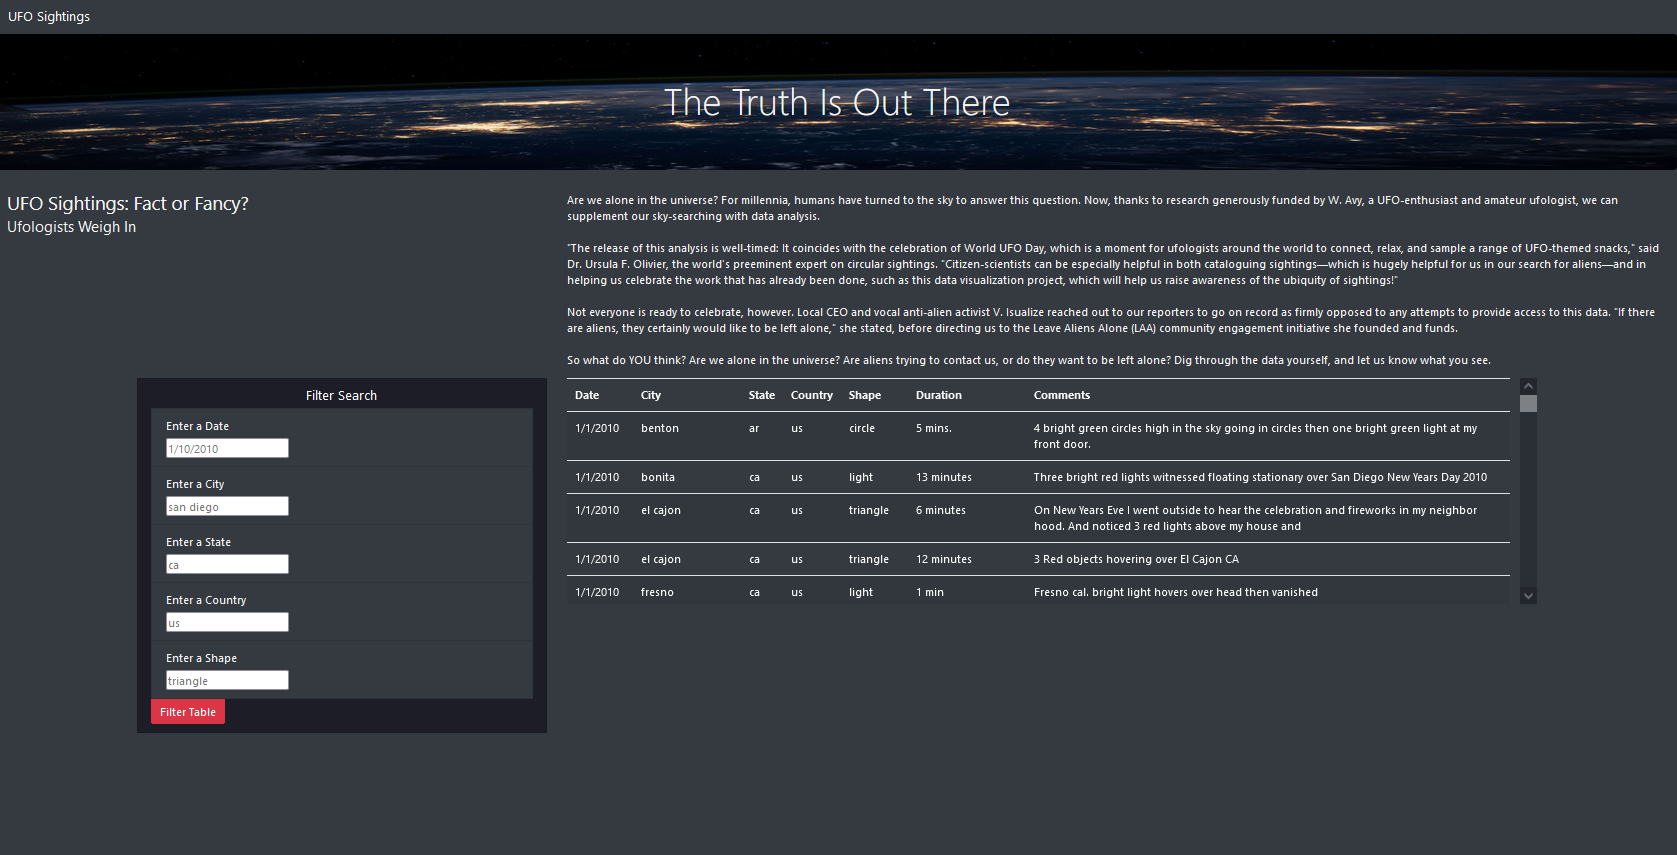 UFO Sightings
The Truth Is Out There
UFO Sightings: Fact or Fancy?
Ufologists Weigh In
Are we alone in the universe? For millennia, humans have turned to the sky to answer this question. Now, thanks to research generously funded by W. Avy, a UFO-enthusiast and amateur ufologist, we can
supplement our sky-searching with data analysis.
"The release of this analysis is well-timed: It coincides with the celebration of World UFO Day, which is a moment for ufologists around the world to connect, relax, and sample a range of UFO-themed snacks," said
Dr. Ursula F. Olivier, the world's preeminent expert on circular sightings. "Citizen-scientists can be especially helpful in both cataloguing sightings—which is hugely helpful for us in our search for aliens—and in
helping us celebrate the work that has already been done, such as this data visualization project, which will help us raise awareness of the ubiquity of sightings!"
Not everyone is ready to celebrate, however. Local CEO and vocal anti-alien activist V. Isualize reached out to our reporters to go on record as firmly opposed to any attempts to provide access to this data. "If there
are aliens, they certainly would like to be left alone," she stated, before directing us to the Leave Aliens Alone (LAA) community engagement initiative she founded and funds.
So what do YOU think? Are we alone in the universe? Are aliens trying to contact us, or do they want to be left alone? Dig through the data yourself, and let us know what you see.
Filter Search
Enter a Date
1/10/2010
Enter a City
san diego
Enter a State
ca
Enter a Country
us
Enter a Shape
triangle
Filter Table
Date City State Country Shape Duration Comments
1/1/2010 benton ar us circle 5 mins. 4 bright green circles high in the sky going in circles then one bright green light at my
front door.
1/1/2010 bonita ca us light 13 minutes Three bright red lights witnessed floating stationary over San Diego New Years Day 2010
1/1/2010 el cajon ca us triangle 6 minutes On New Years Eve I went outside to hear the celebration and fireworks in my neighbor
hood. And noticed 3 red lights above my house and
1/1/2010 el cajon ca us triangle 12 minutes 3 Red objects hovering over El Cajon CA
1/1/2010 fresno ca us light 1 min Fresno cal. bright light hovers over head then vanished